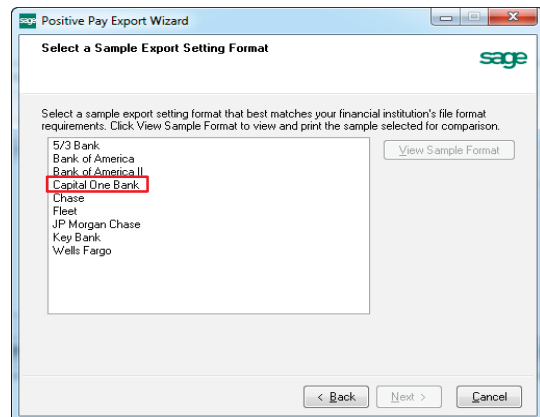 sage Positive Pay Export Wizard
Select a Sample Export Setting Format
sage
Select a sample export setting format that best matches your financial institution's file format
requirements. Click View Sample Format to view and print the sample selected for comparison.
5/3 Bank
Bank of America
Bank of America II
Capital One Bank
Chase
Fleet
JP Morgan Chase
Key Bank
Wells Fargo
View Sample Format
< Back
Next >
Cancel